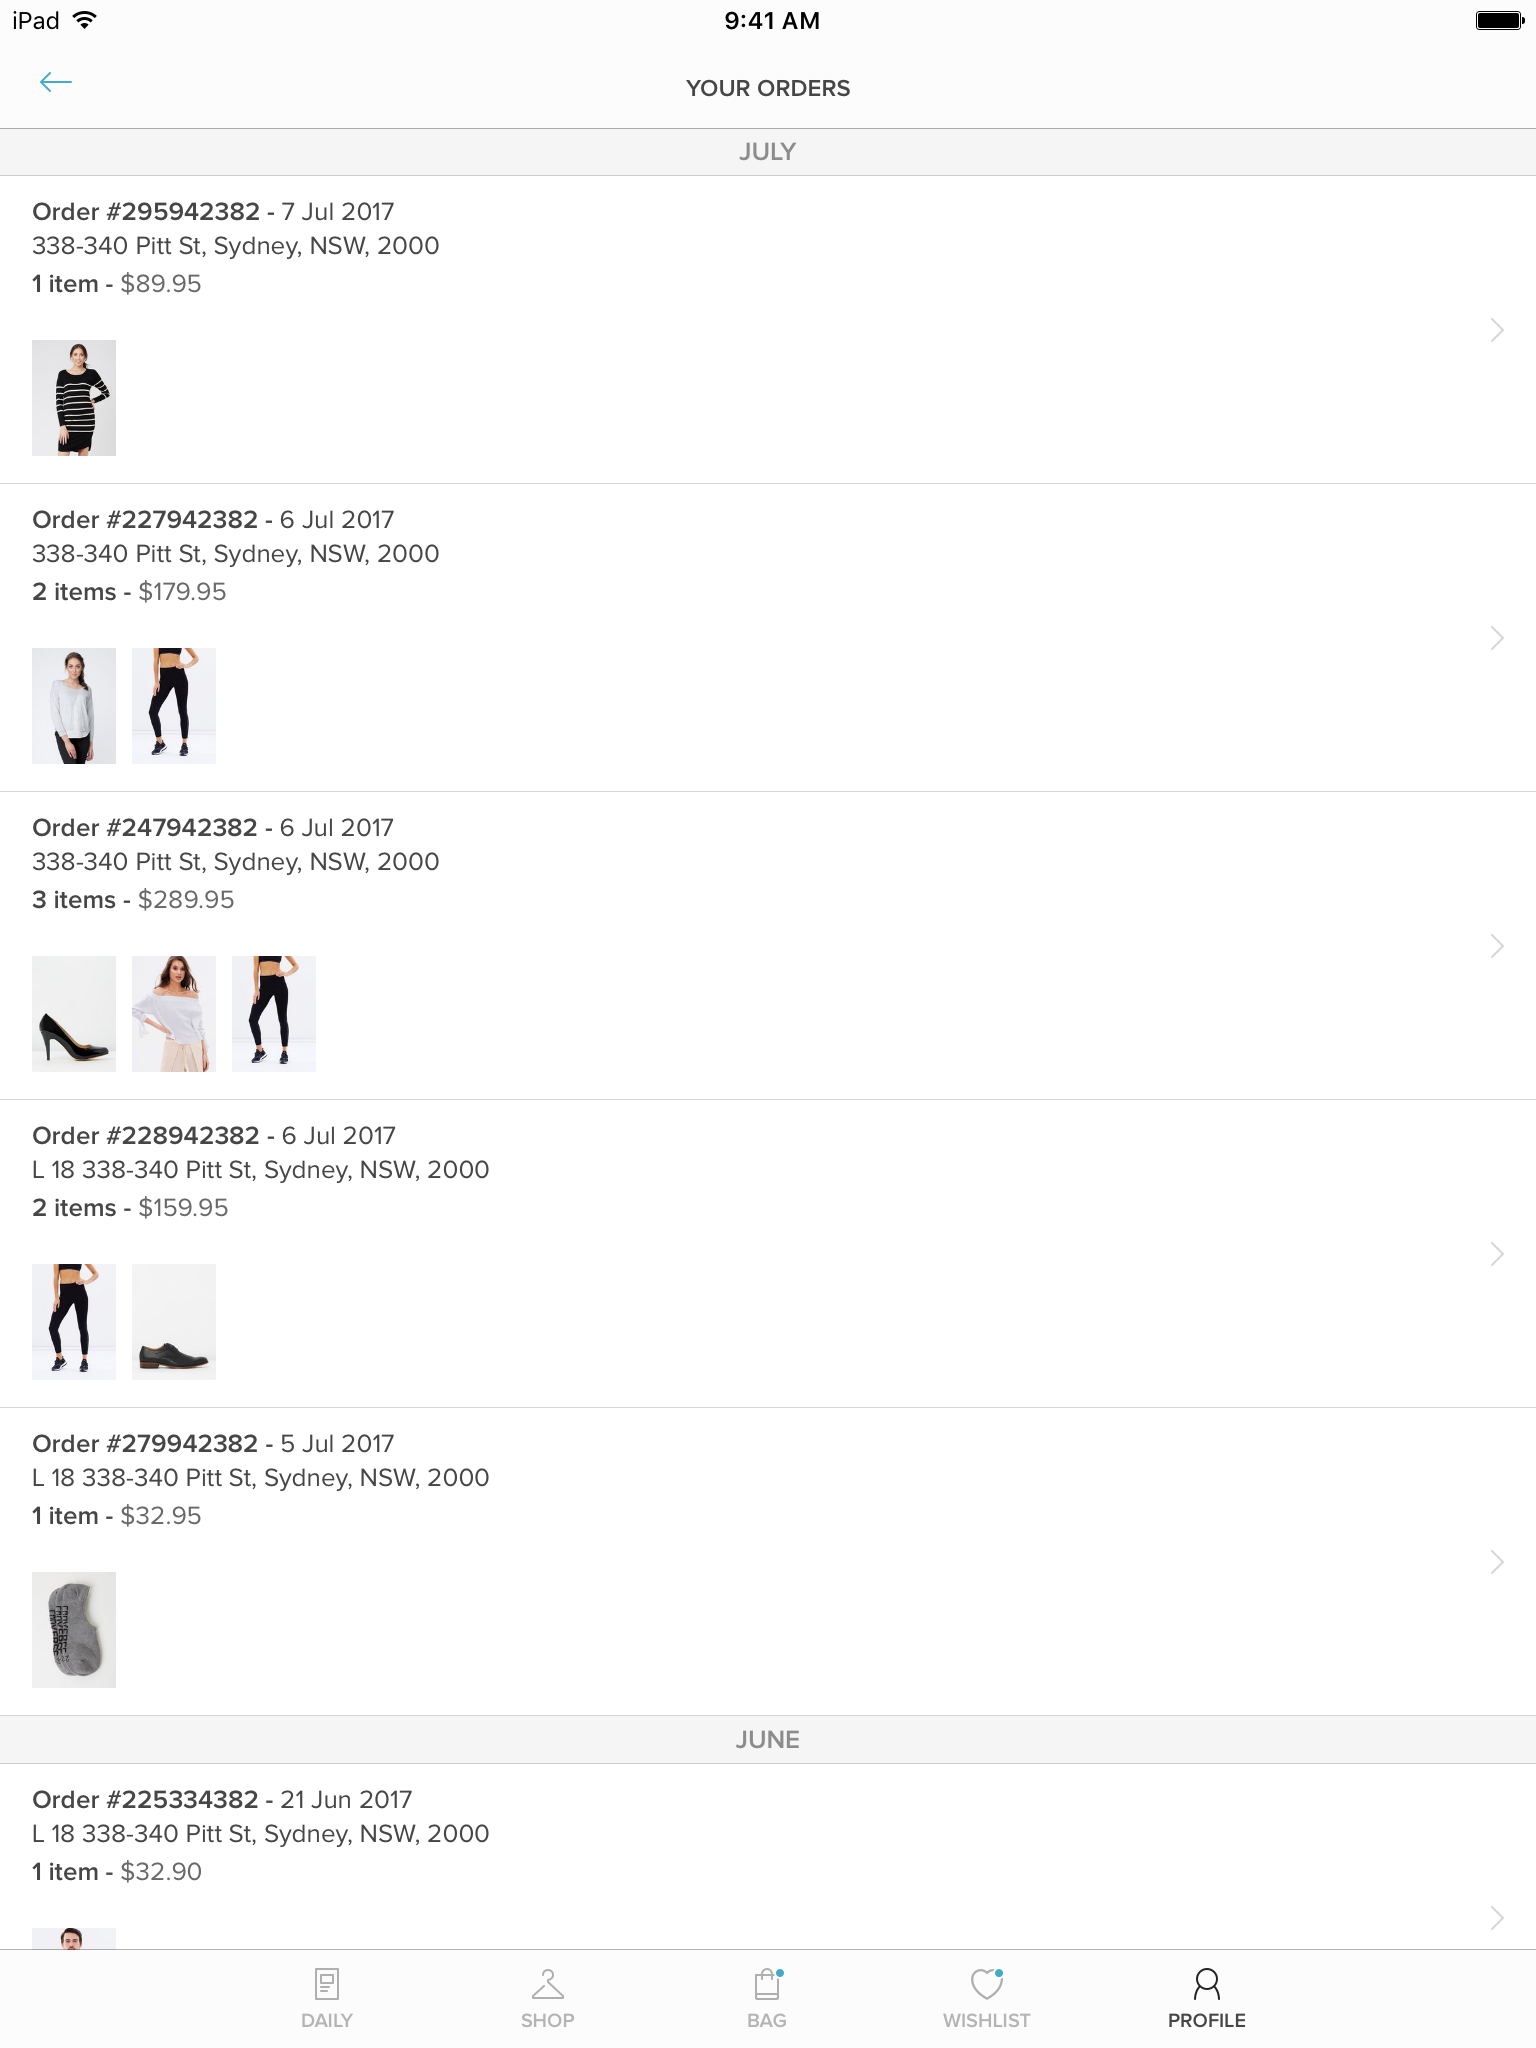 iPad 9:41 AM
YOUR ORDERS
JULY
Order #295942382 - 7 Jul 2017
338-340 Pitt St, Sydney, NSW, 2000
1 item - $89.95
Order #227942382 - 6 Jul 2017
338-340 Pitt St, Sydney, NSW, 2000
2 items - $179.95
Order #247942382 - 6 Jul 2017
338-340 Pitt St, Sydney, NSW, 2000
3 items - $289.95
Order #228942382 - 6 Jul 2017
L 18 338-340 Pitt St, Sydney, NSW, 2000
2 items - $159.95
Order #279942382 - 5 Jul 2017
L 18 338-340 Pitt St, Sydney, NSW, 2000
1 item - $32.95
JUNE
Order #225334382 - 21 Jun 2017
L 18 338-340 Pitt St, Sydney, NSW, 2000
1 item - $32.90
DAILY SHOP BAG WISHLIST PROFILE